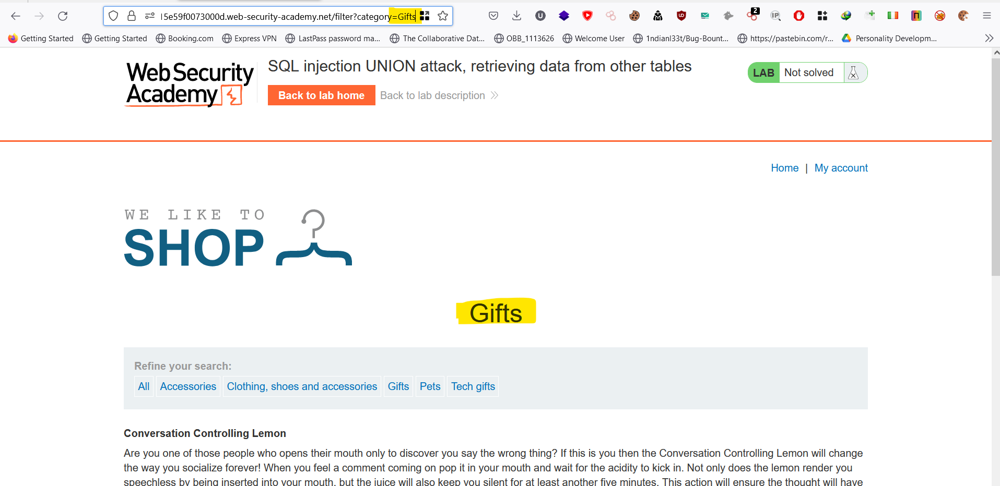 l5e59f0073000d.web-security-academy.net/filter?category=Gifts
2
U
IP
Getting Started
Getting Started
Booking.com
Express VPN
LastPass password ma...
The Collaborative Dat...
OBB_1113626
Welcome User
1ndianl33t/Bug-Bount...
https://pastebin.com/r...
Personality Developm...
Web Security
Academy
SQL injection UNION attack, retrieving data from other tables
Back to lab home
Back to lab description
LAB
Not solved
Home | My account
WE LIKE TO
SHOP
Gifts
Refine your search:
All
Accessories
Clothing, shoes and accessories
Gifts
Pets
Tech gifts
Conversation Controlling Lemon
Are you one of those people who opens their mouth only to discover you say the wrong thing? If this is you then the Conversation Controlling Lemon will change
the way you socialize forever! When you feel a comment coming on pop it in your mouth and wait for the acidity to kick in. Not only does the lemon render you
speechless by being inserted into your mouth, but the juice will also keep you silent for at least another five minutes. This action will ensure the thought will have